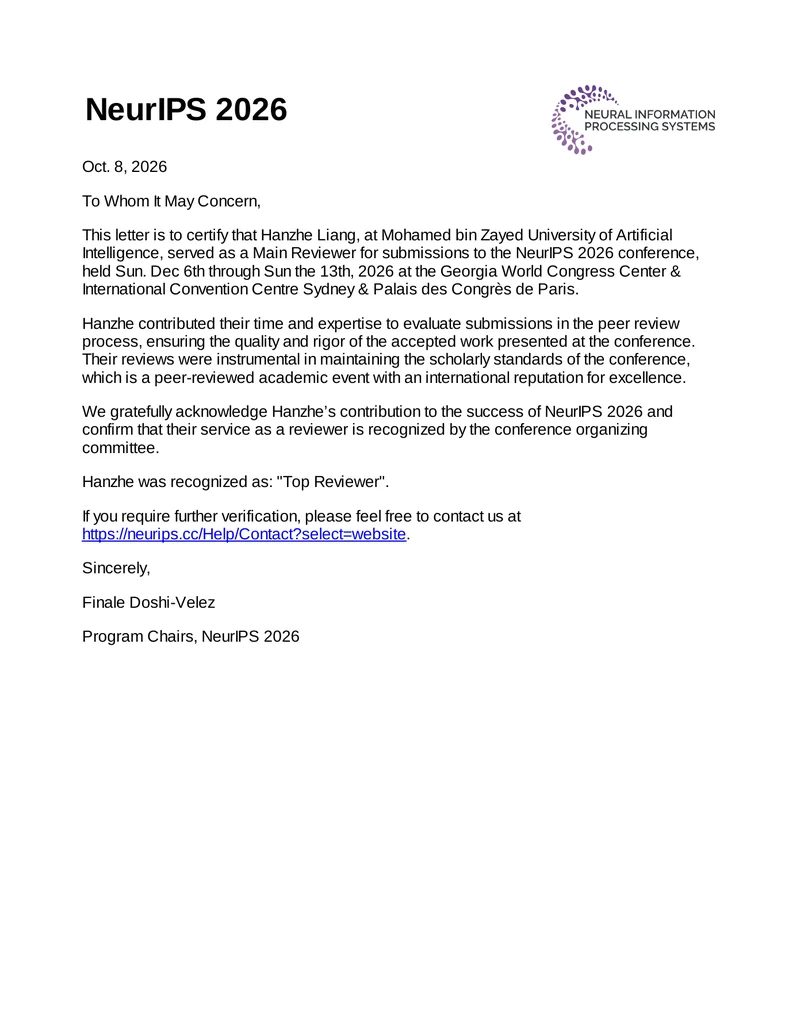 NeurIPS 2026
NEURAL INFORMATION
PROCESSING SYSTEMS
Oct. 8, 2026
To Whom It May Concern,
This letter is to certify that Hanzhe Liang, at Mohamed bin Zayed University of Artificial
Intelligence, served as a Main Reviewer for submissions to the NeurIPS 2026 conference,
held Sun. Dec 6th through Sun the 13th, 2026 at the Georgia World Congress Center &
International Convention Centre Sydney & Palais des Congrès de Paris.
Hanzhe contributed their time and expertise to evaluate submissions in the peer review
process, ensuring the quality and rigor of the accepted work presented at the conference.
Their reviews were instrumental in maintaining the scholarly standards of the conference,
which is a peer-reviewed academic event with an international reputation for excellence.
We gratefully acknowledge Hanzhe’s contribution to the success of NeurIPS 2026 and
confirm that their service as a reviewer is recognized by the conference organizing
committee.
Hanzhe was recognized as: "Top Reviewer".
If you require further verification, please feel free to contact us at
https://neurips.cc/Help/Contact?select=website.
Sincerely,
Finale Doshi-Velez
Program Chairs, NeurIPS 2026